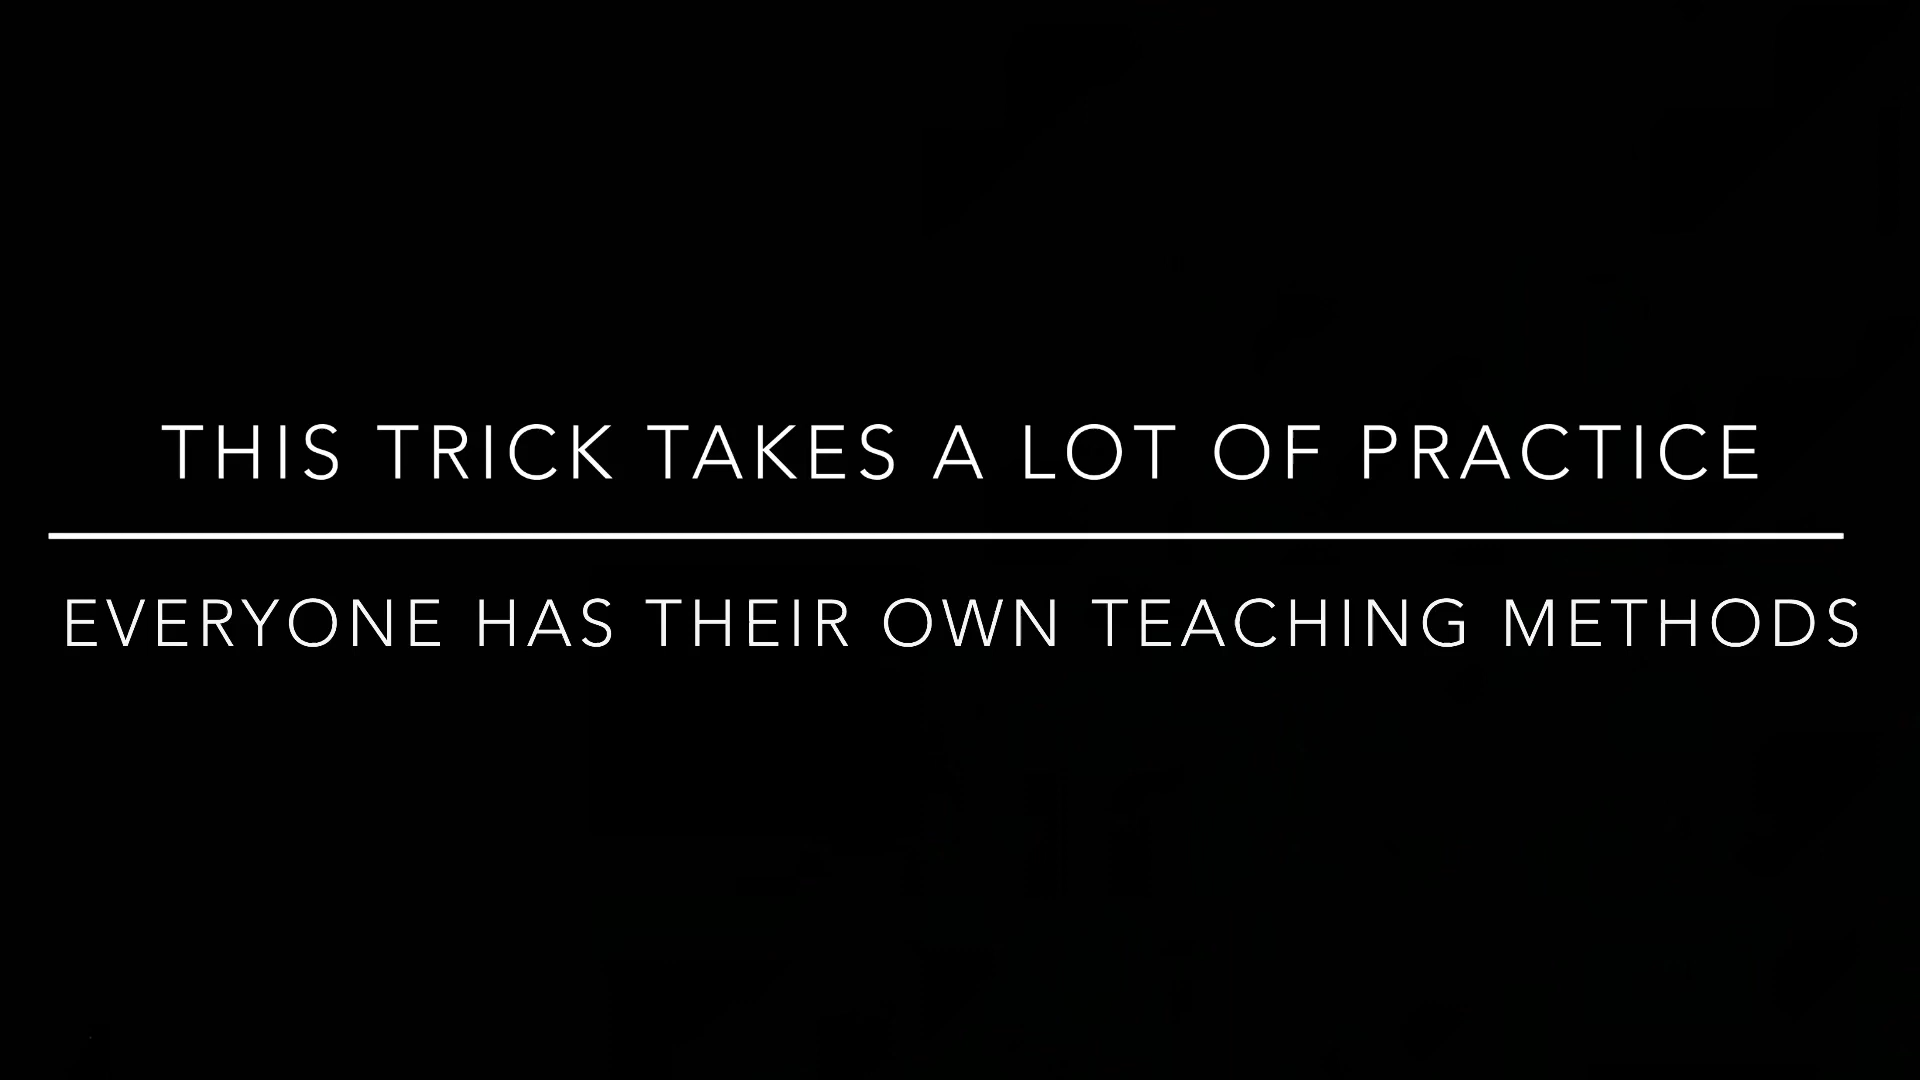 THIS TRICK TAKES A LOT OF PRACTICE
EVERYONE HAS THEIR OWN TEACHING METHODS